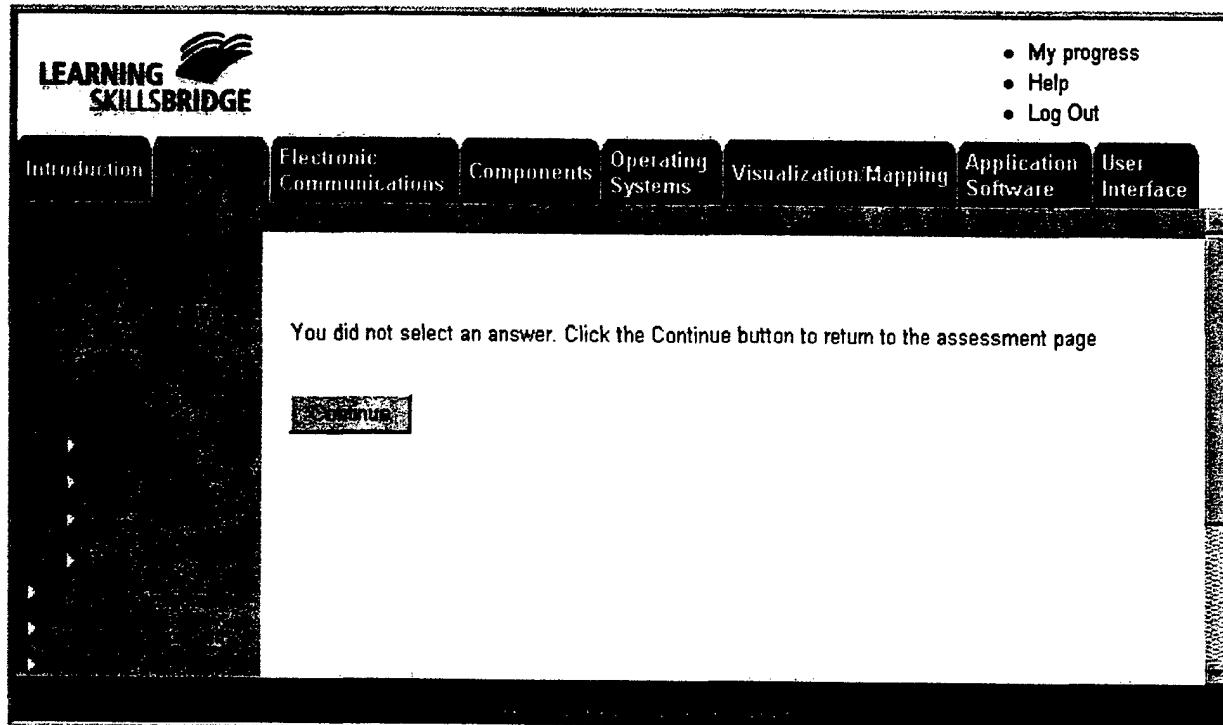 LEARNING
SKILLSBRIDGE
My progress
Help
Log Out
Introduction
Electronic
Communications
Components
Operating
Systems
Visualization/Mapping
Application
Software
User
Interface
You did not select an answer. Click the Continue button to return to the assessment page
Continue